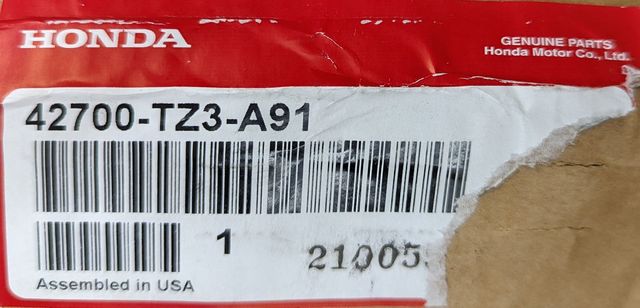 HONDA
GENUINE PARTS
Honda Motor Co., Ltd.
42700-TZ3-A91
1
21005
Assembled in USA